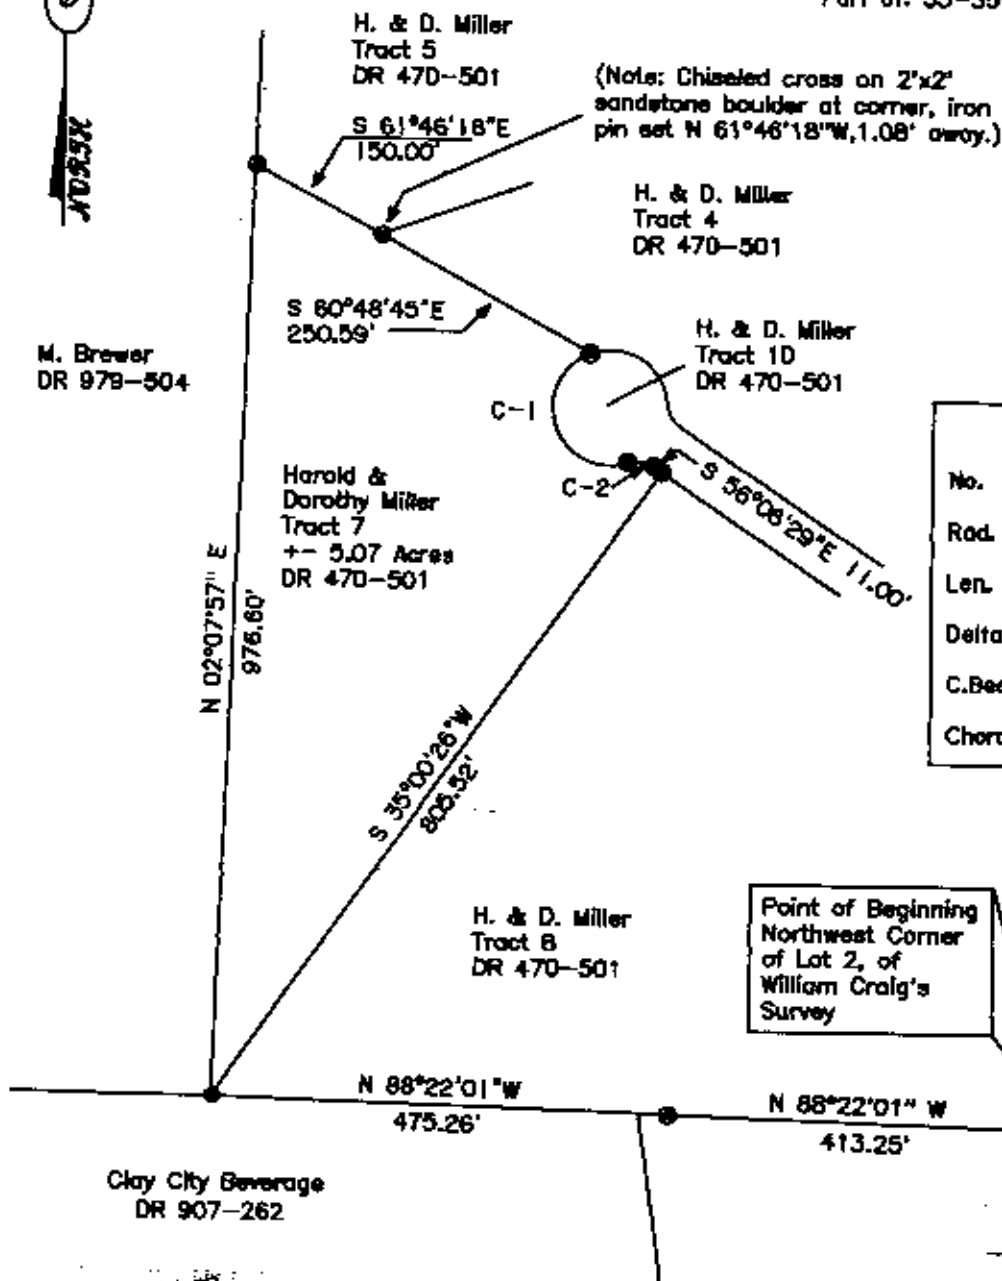 H. & D. Miller
Tract 5
DR 470-501
S 61°46'18"E
150.00'
(Note: Chiseled cross on 2'x2'
sandstone boulder at corner, iron
pin set N 61°46'18"W,1.08' away.)
H. & D. Miller
Tract 4
DR 470-501
S 60°48'45"E
250.59'
H. & D. Miller
Tract 10
DR 470-501
M. Brewer
DR 979-504
C-1
C-2
S 56°08'29"E 11.00'
Harold &
Dorothy Miller
Tract 7
+- 5.07 Acres
DR 470-501
N 02°07'57" E
976.60'
S 35°00'26"W
805.52'
No.
Rad.
Len.
Delta
C.Bea
Chord
H. & D. Miller
Tract 8
DR 470-501
Point of Beginning
Northwest Corner
of Lot 2, of
William Craig's
Survey
N 88°22'01"W
475.26'
N 88°22'01" W
413.25'
Clay City Beverage
DR 907-262